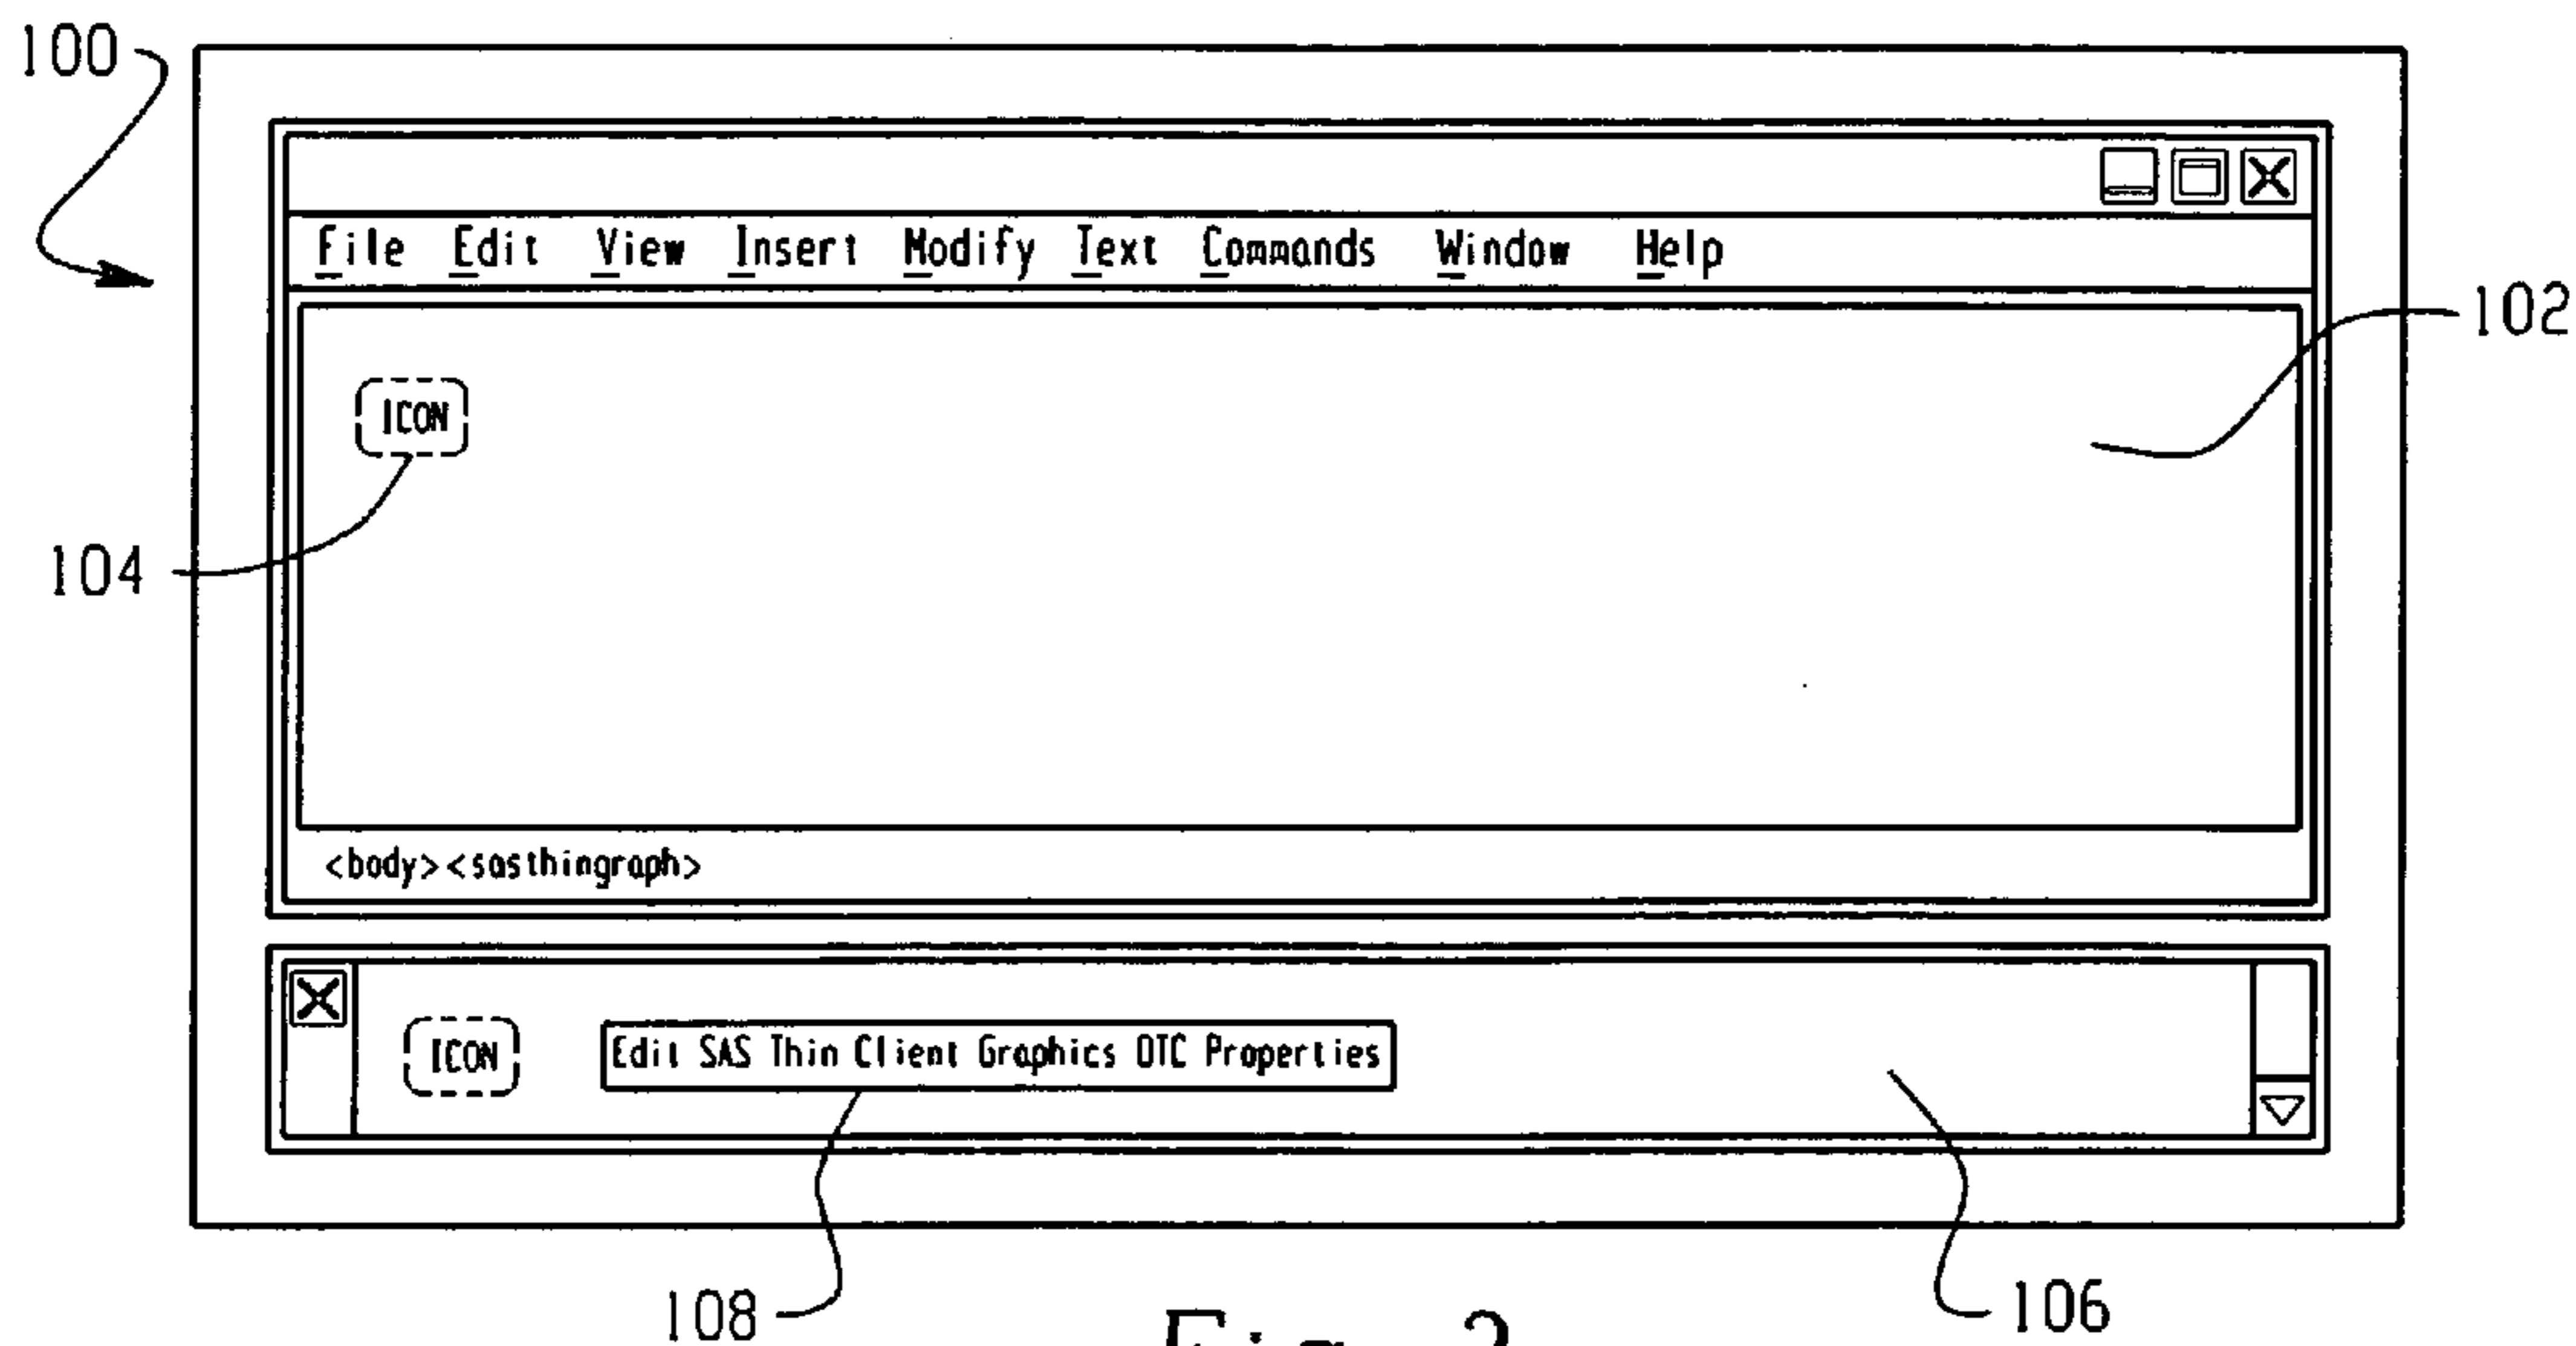 100
File Edit View Insert Modify Text Commands Window Help
102
ICON
104
<body><sasthingraph>
ICON Edit SAS Thin Client Graphics DTC Properties
108
106